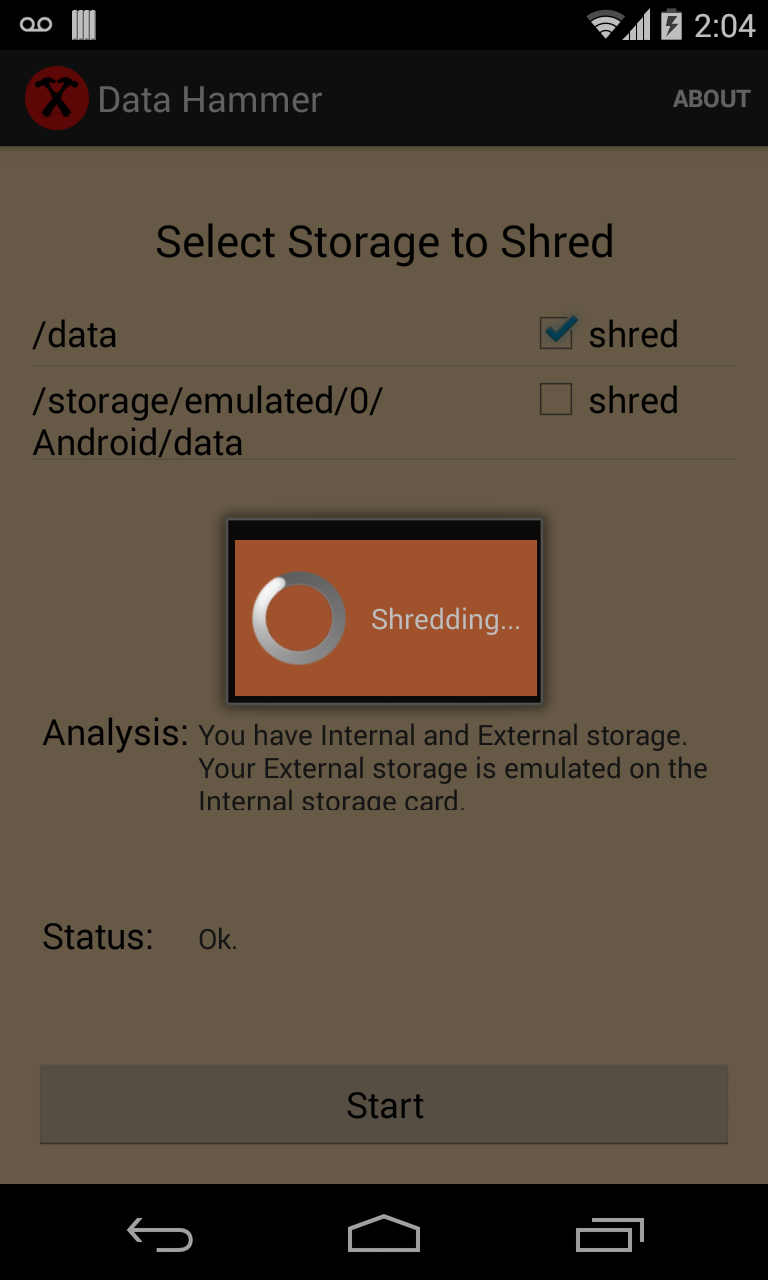 2:04
Data Hammer
ABOUT
Select Storage to Shred
/data
shred
/storage/emulated/0/
Android/data
shred
Shredding...
Analysis:
You have Internal and External storage.
Your External storage is emulated on the
Internal storage card.
Status:
Ok.
Start